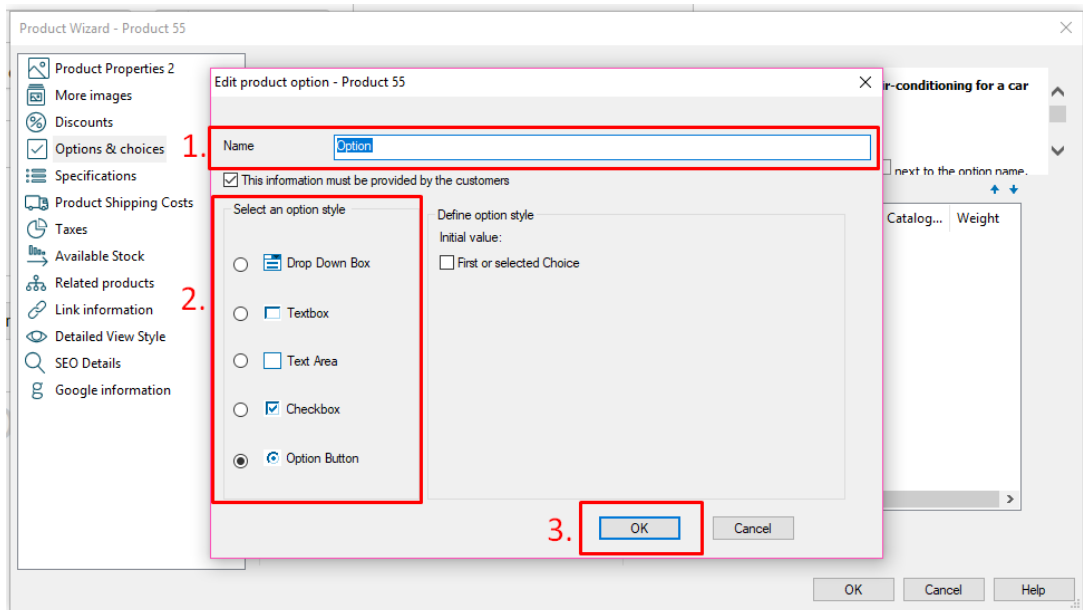 Product Wizard - Product 55
Product Properties 2
More images
Discounts
Options & choices
Specifications
Product Shipping Costs
Taxes
Available Stock
Related products
Link information
Detailed View Style
SEO Details
Google information
Edit product option - Product 55
1.
Name
Option
This information must be provided by the customers
2.
Select an option style
Drop Down Box
Textbox
Text Area
Checkbox
Option Button
Define option style
Initial value:
First or selected Choice
3.
OK
Cancel
ir-conditioning for a car
next to the option name.
Catalog... Weight
OK
Cancel
Help